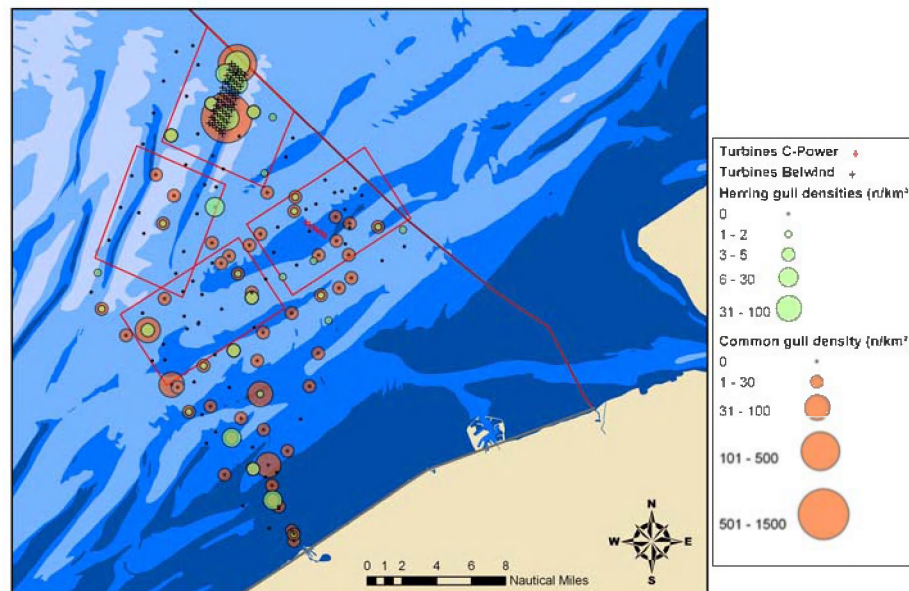 Turbines C-Power
Turbines Belwind
Herring gull densities (n/km²
0
1 - 2
3 - 5
6 - 30
31 - 100
Common gull density (n/km²
0
1 - 30
31 - 100
101 - 500
501 - 1500
N
W E
S
0 1 2 4 6 8
Nautical Miles